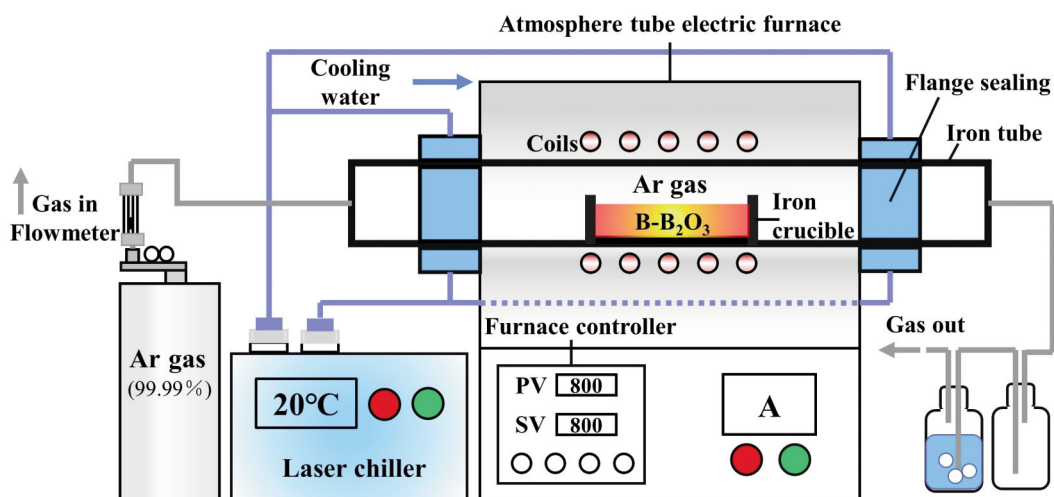 Atmosphere tube electric furnace
Cooling
water
Flange sealing
Iron tube
Coils
Ar gas
Gas in
Flowmeter
B-B₂O₃
Iron
crucible
Furnace controller
Gas out
Ar gas
(99.99%)
20°C
Laser chiller
PV 800
SV 800
A